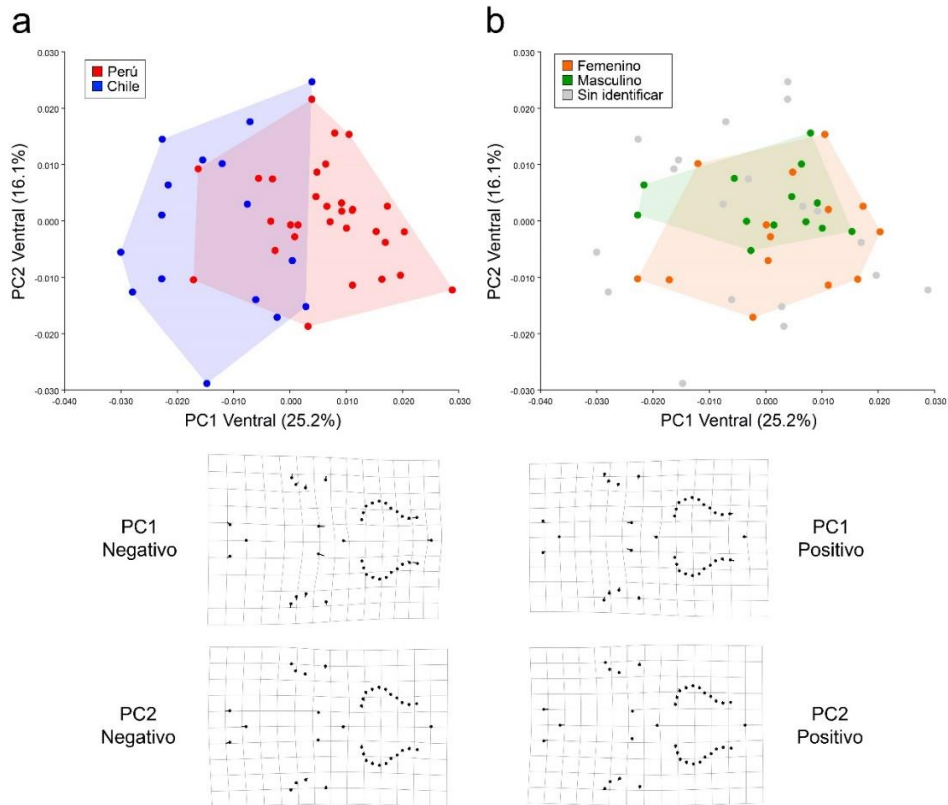 a
b
0.030
0.020
0.010
0.000
-0.010
-0.020
-0.030
-0.040
-0.030
-0.020
-0.010
0.000
0.010
0.020
0.030
PC2 Ventral (16.1%)
PC1 Ventral (25.2%)
Perú
Chile
0.030
0.020
0.010
0.000
-0.010
-0.020
-0.030
-0.040
-0.030
-0.020
-0.010
0.000
0.010
0.020
0.030
PC2 Ventral (16.1%)
PC1 Ventral (25.2%)
Femenino
Masculino
Sin identificar
PC1
Negativo
PC1
Positivo
PC2
Negativo
PC2
Positivo